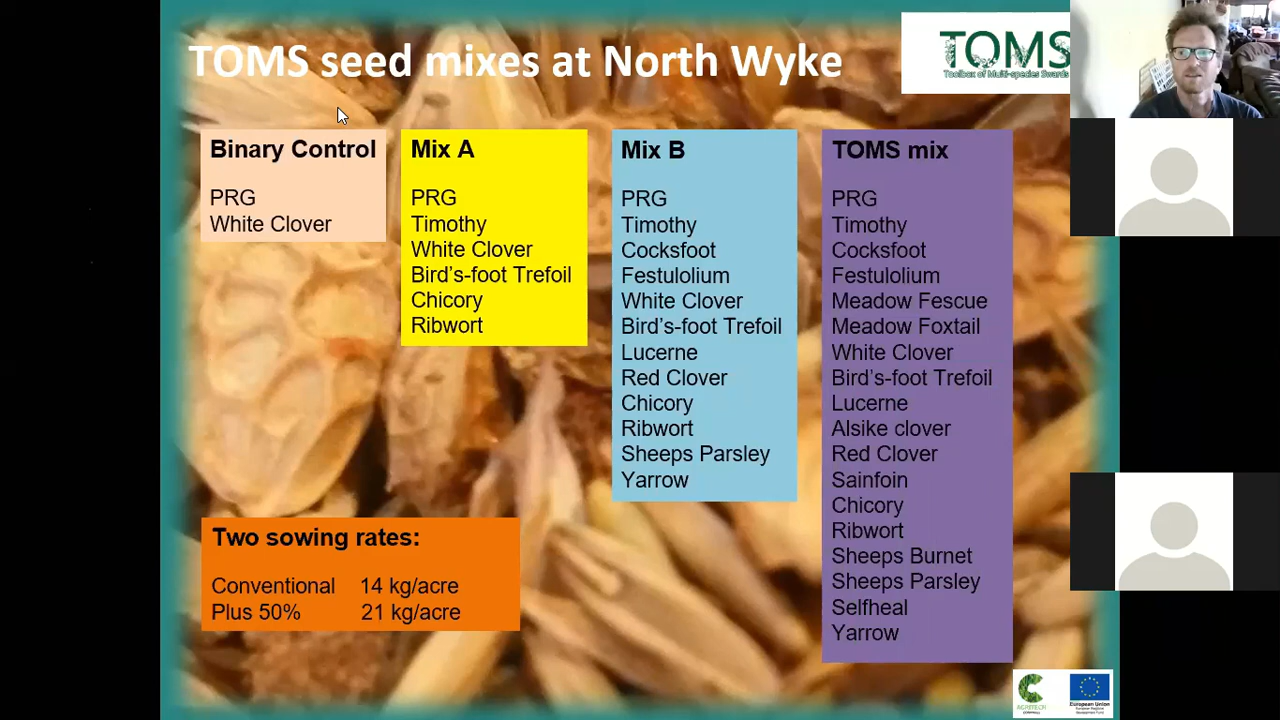 TOMS seed mixes at North Wyke
TOMS
Toolbox of Multi-species Swards
Binary Control
PRG
White Clover
Mix A
PRG
Timothy
White Clover
Bird's-foot Trefoil
Chicory
Ribwort
Mix B
PRG
Timothy
Cocksfoot
Festulolium
White Clover
Bird's-foot Trefoil
Lucerne
Red Clover
Chicory
Ribwort
Sheeps Parsley
Yarrow
TOMS mix
PRG
Timothy
Cocksfoot
Festulolium
Meadow Fescue
Meadow Foxtail
White Clover
Bird's-foot Trefoil
Lucerne
Alsike clover
Red Clover
Sainfoin
Chicory
Ribwort
Sheeps Burnet
Sheeps Parsley
Selfheal
Yarrow
Two sowing rates:
Conventional 14 kg/acre
Plus 50% 21 kg/acre
AGRITECH
European Union